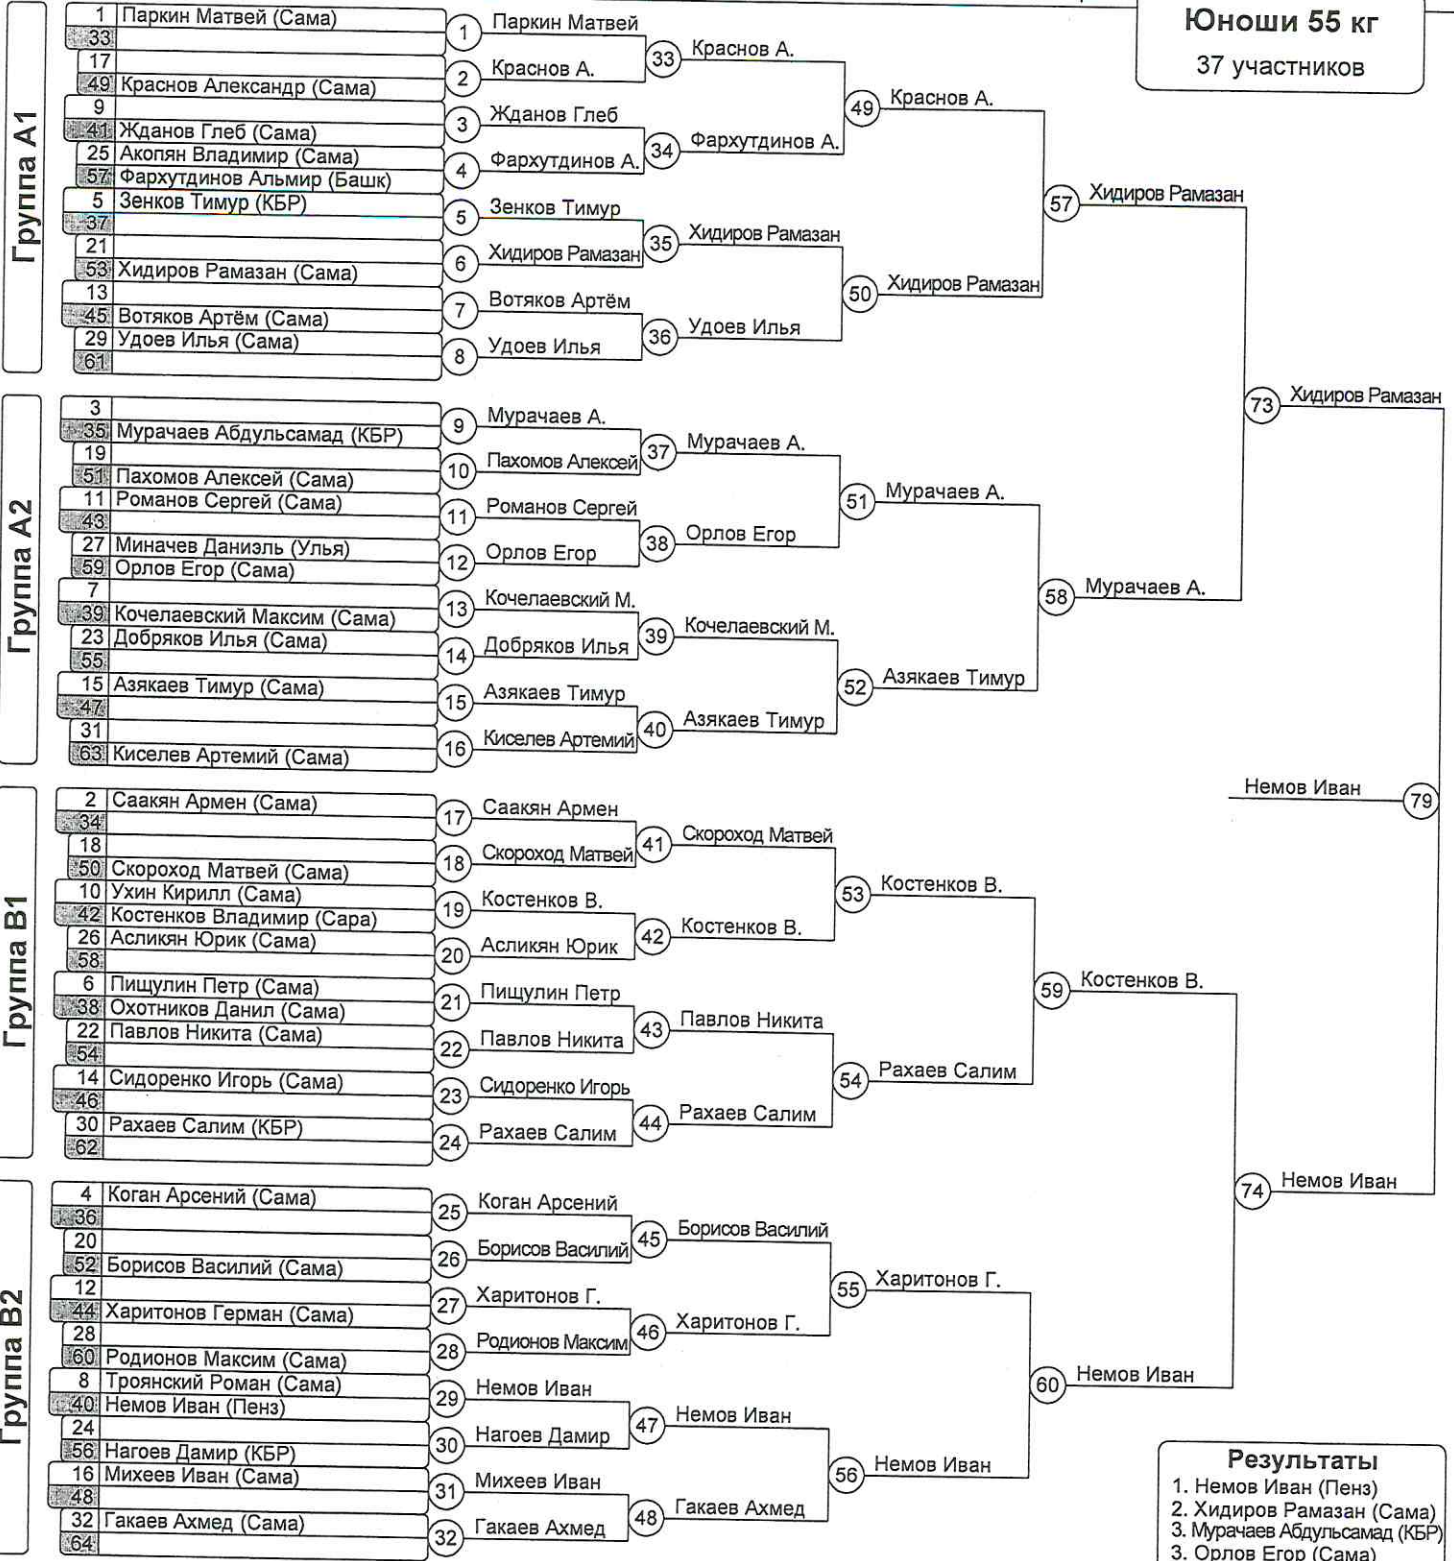 Юноши 55 кг
37 участников
Группа A1
1 Паркин Матвей (Сама)
33
17
49 Краснов Александр (Сама)
9
41 Жданов Глеб (Сама)
25 Акопян Владимир (Сама)
57 Фархутдинов Альмир (Башк)
5 Зенков Тимур (КБР)
37
21
53 Хидиров Рамазан (Сама)
13
45 Вотяков Артём (Сама)
29 Удоев Илья (Сама)
61
1 Паркин Матвей
2 Краснов А.
3 Жданов Глеб
4 Фархутдинов А.
5 Зенков Тимур
6 Хидиров Рамазан
7 Вотяков Артём
8 Удоев Илья
33 Краснов А.
34 Фархутдинов А.
35 Хидиров Рамазан
36 Удоев Илья
49 Краснов А.
50 Хидиров Рамазан
57 Хидиров Рамазан
Группа A2
3
35 Мурачаев Абдульсамад (КБР)
19
51 Пахомов Алексей (Сама)
11 Романов Сергей (Сама)
43
27 Миначев Даниэль (Улья)
59 Орлов Егор (Сама)
7
39 Кочелаевский Максим (Сама)
23 Добряков Илья (Сама)
55
15 Азякаев Тимур (Сама)
47
31
63 Киселев Артемий (Сама)
9 Мурачаев А.
10 Пахомов Алексей
11 Романов Сергей
12 Орлов Егор
13 Кочелаевский М.
14 Добряков Илья
15 Азякаев Тимур
16 Киселев Артемий
37 Мурачаев А.
38 Орлов Егор
39 Кочелаевский М.
40 Азякаев Тимур
51 Мурачаев А.
52 Азякаев Тимур
58 Мурачаев А.
73 Хидиров Рамазан
Группа B1
2 Саакян Армен (Сама)
34
18
50 Скороход Матвей (Сама)
10 Ухин Кирилл (Сама)
42 Костенков Владимир (Сара)
26 Асликян Юрик (Сама)
58
6 Пищулин Петр (Сама)
38 Охотников Данил (Сама)
22 Павлов Никита (Сама)
54
14 Сидоренко Игорь (Сама)
46
30 Рахаев Салим (КБР)
62
17 Саакян Армен
18 Скороход Матвей
19 Костенков В.
20 Асликян Юрик
21 Пищулин Петр
22 Павлов Никита
23 Сидоренко Игорь
24 Рахаев Салим
41 Скороход Матвей
42 Костенков В.
43 Павлов Никита
44 Рахаев Салим
53 Костенков В.
54 Рахаев Салим
59 Костенков В.
Немов Иван 79
Группа B2
4 Коган Арсений (Сама)
36
20
52 Борисов Василий (Сама)
12
44 Харитонов Герман (Сама)
28
60 Родионов Максим (Сама)
8 Троянский Роман (Сама)
40 Немов Иван (Пенз)
24
56 Нагоев Дамир (КБР)
16 Михеев Иван (Сама)
48
32 Гакаев Ахмед (Сама)
64
25 Коган Арсений
26 Борисов Василий
27 Харитонов Г.
28 Родионов Максим
29 Немов Иван
30 Нагоев Дамир
31 Михеев Иван
32 Гакаев Ахмед
45 Борисов Василий
46 Харитонов Г.
47 Немов Иван
48 Гакаев Ахмед
55 Харитонов Г.
56 Немов Иван
60 Немов Иван
74 Немов Иван
Результаты
1. Немов Иван (Пенз)
2. Хидиров Рамазан (Сама)
3. Мурачаев Абдульсамад (КБР)
3. Орлов Егор (Сама)